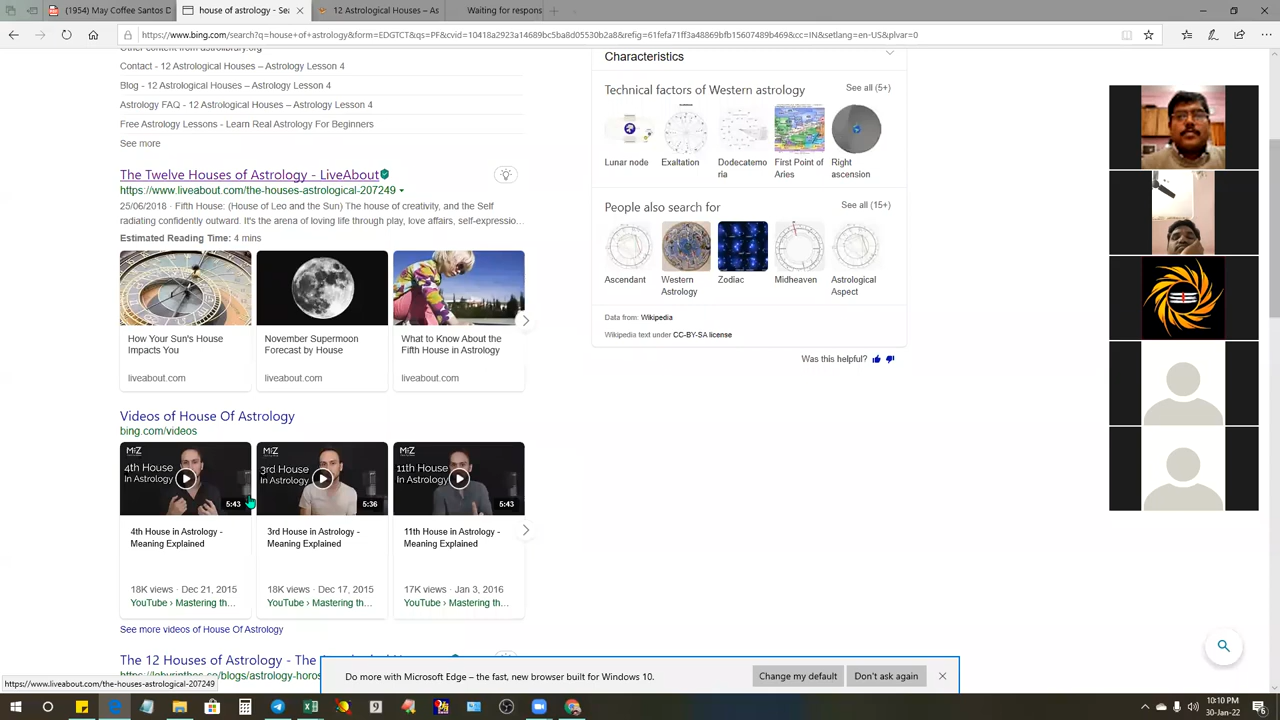 (1954) May October
house of astrology - Sea
12 astrological houses - As
Waiting for respons
https://www.bing.com/search?q=house+of+astrology&form=EDGTCT&qs=PF&cvid=10418a2923a14689bc5ba8d05530b2a8&refig=61fefa71ff3a48869bfb15607489b469&cc=IN&setlang=en-US&plvar=0
Contact - 12 Astrological Houses – Astrology Lesson 4
Blog - 12 Astrological Houses – Astrology Lesson 4
Astrology FAQ - 12 Astrological Houses – Astrology Lesson 4
Free Astrology Lessons - Learn Real Astrology For Beginners
See more
The Twelve Houses of Astrology - LiveAbout
https://www.liveabout.com/the-houses-astrological-207249
25/06/2018 · Fifth House: (House of Leo and the Sun) The house of creativity, and the Self
radiating confidently outward. It's the arena of loving life through play, love affairs, self-expressio…
Estimated Reading Time: 4 mins
How Your Sun's House
Impacts You
liveabout.com
November Supermoon
Forecast by House
liveabout.com
What to Know About the
Fifth House in Astrology
liveabout.com
Videos of House Of Astrology
bing.com/videos
MiZ
4th House
In Astrology
5:43
MiZ
3rd House
In Astrology
5:36
MiZ
11th House
In Astrology
5:43
4th House in Astrology -
Meaning Explained
18K views · Dec 21, 2015
YouTube › Mastering th…
3rd House in Astrology -
Meaning Explained
18K views · Dec 17, 2015
YouTube › Mastering th…
11th House in Astrology -
Meaning Explained
17K views · Jan 3, 2016
YouTube › Mastering th…
See more videos of House Of Astrology
The 12 Houses of Astrology - The
Characteristics
Technical factors of Western astrology
See all (5+)
Lunar node
Exaltation
Dodecatemo
ria
First Point of
Aries
Right
ascension
People also search for
See all (15+)
Ascendant
Western
Astrology
Zodiac
Midheaven
Astrological
Aspect
Data from: Wikipedia
Wikipedia text under CC-BY-SA license
Was this helpful?
Do more with Microsoft Edge – the fast, new browser built for Windows 10.
Change my default
Don't ask again
https://www.liveabout.com/the-houses-astrological-207249
10:10 PM
30-Jan-22